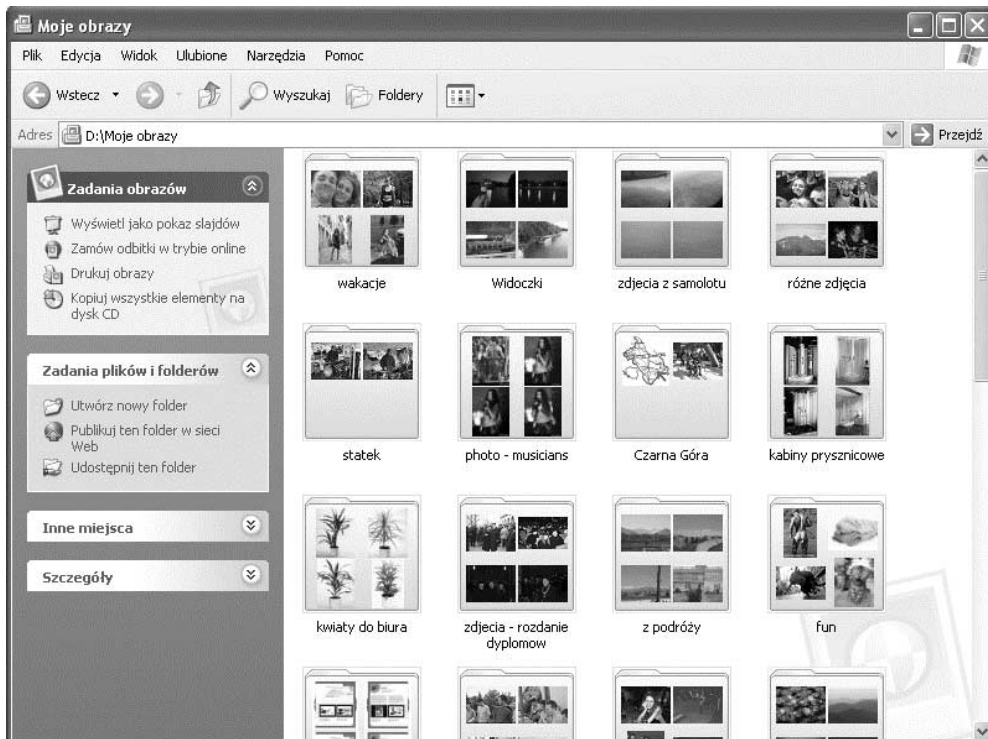 Moje obrazy
Plik Edycja Widok Ulubione Narzędzia Pomoc
Wstecz Wyszukaj Foldery
Adres D:\Moje obrazy Przejdź
Zadania obrazów
Wyświetl jako pokaz slajdów
Zamów odbitki w trybie online
Drukuj obrazy
Kopiuj wszystkie elementy na
dysk CD
Zadania plików i folderów
Utwórz nowy folder
Publikuj ten folder w sieci
Web
Udostępnij ten folder
Inne miejsca
Szczegóły
wakacje Widoczki zdjecia z samolotu różne zdjęcia
statek photo - musicians Czarna Góra kabiny prysznicowe
kwiaty do biura zdjecia - rozdanie z podróży fun
dyplomow